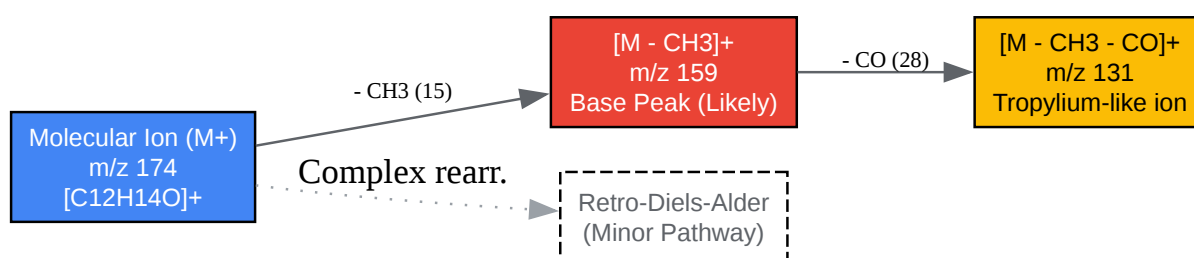 Molecular Ion (M+)
m/z 174
[C12H14O]+
- CH3 (15)
Complex rearr.
[M - CH3]+
m/z 159
Base Peak (Likely)
Retro-Diels-Alder
(Minor Pathway)
- CO (28)
[M - CH3 - CO]+
m/z 131
Tropylium-like ion